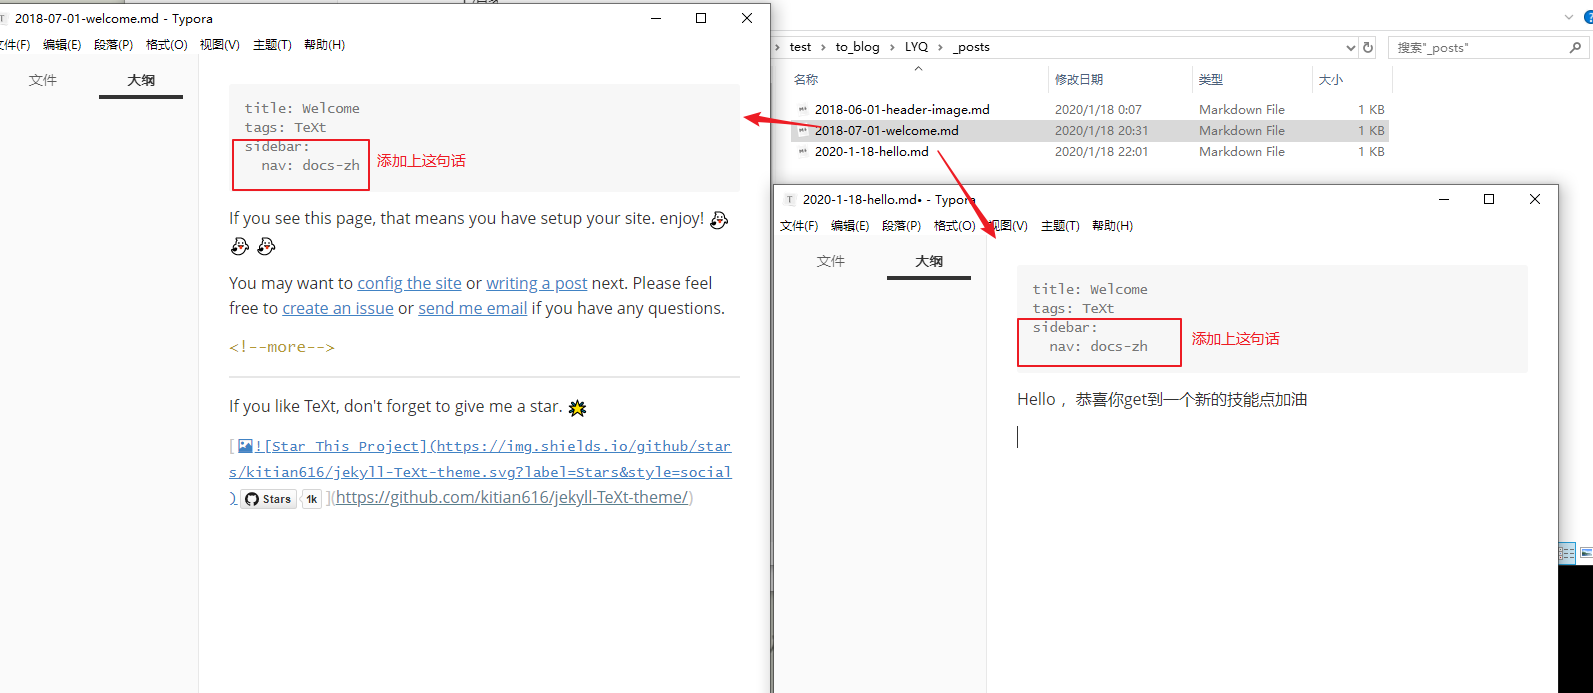 2018-07-01-welcome.md - Typora
文件(F) 编辑(E) 段落(P) 格式(O) 视图(V) 主题(T) 帮助(H)
文件 大纲
title: Welcome
tags: TeXt
sidebar:
nav: docs-zh
添加上这句话
If you see this page, that means you have setup your site. enjoy!
You may want to config the site or writing a post next. Please feel
free to create an issue or send me email if you have any questions.
<!--more-->
If you like TeXt, don't forget to give me a star.
[![Star This Project](https://img.shields.io/github/star
s/kitian616/jekyll-TeXt-theme.svg?label=Stars&style=social
) Stars 1k ](https://github.com/kitian616/jekyll-TeXt-theme/)
test › to_blog › LYQ › _posts
搜索"_posts"
名称 修改日期 类型 大小
2018-06-01-header-image.md 2020/1/18 0:07 Markdown File 1 KB
2018-07-01-welcome.md 2020/1/18 20:31 Markdown File 1 KB
2020-1-18-hello.md 2020/1/18 22:01 Markdown File 1 KB
2020-1-18-hello.md• - Typora
文件(F) 编辑(E) 段落(P) 格式(O) 视图(V) 主题(T) 帮助(H)
文件 大纲
title: Welcome
tags: TeXt
sidebar:
nav: docs-zh
添加上这句话
Hello ，恭喜你get到一个新的技能点加油